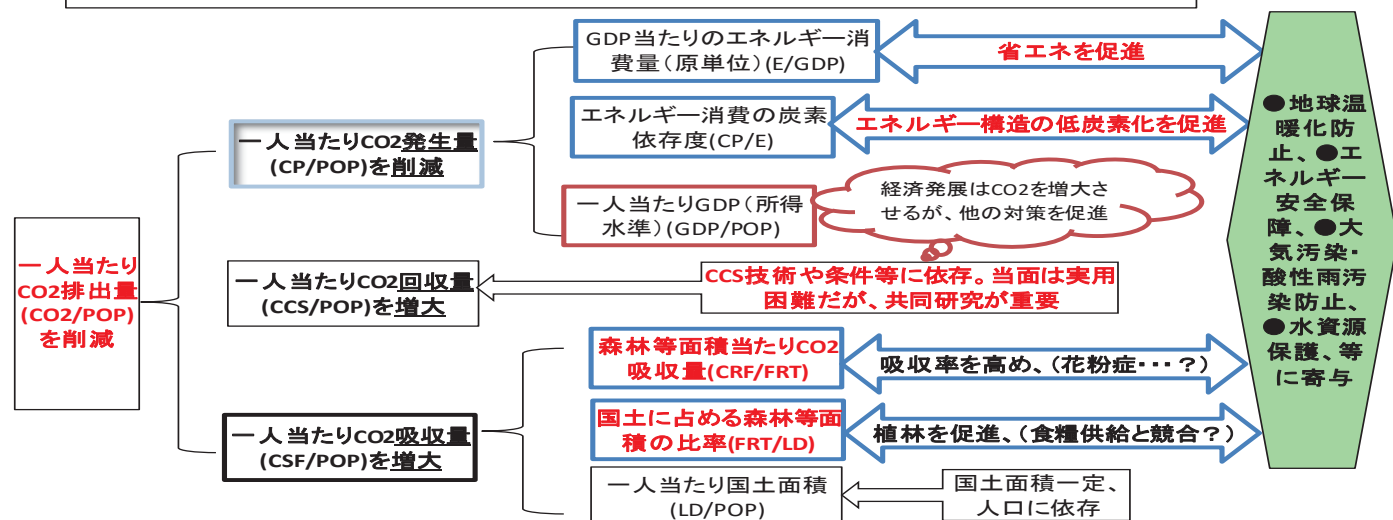 GDP当たりのエネルギー消
費量（原単位）(E/GDP)
省エネを促進
エネルギー消費の炭素
依存度(CP/E)
エネルギー構造の低炭素化を促進
一人当たりCO2発生量
(CP/POP)を削減
一人当たりGDP（所得
水準）(GDP/POP)
経済発展はCO2を増大さ
せるが、他の対策を促進
一人当たり
CO2排出量
(CO2/POP)
を削減
一人当たりCO2回収量
(CCS/POP)を増大
CCS技術や条件等に依存。当面は実用
困難だが、共同研究が重要
森林等面積当たりCO2
吸収量(CRF/FRT)
吸収率を高め、（花粉症・・・？）
一人当たりCO2吸収量
(CSF/POP)を増大
国土に占める森林等面
積の比率(FRT/LD)
植林を促進、（食糧供給と競合？）
一人当たり国土面積
(LD/POP)
国土面積一定、
人口に依存
●地球温
暖化防
止、●エ
ネルギー
安全保
障、●大
気汚染・
酸性雨汚
染防止、
●水資源
保護、等
に寄与